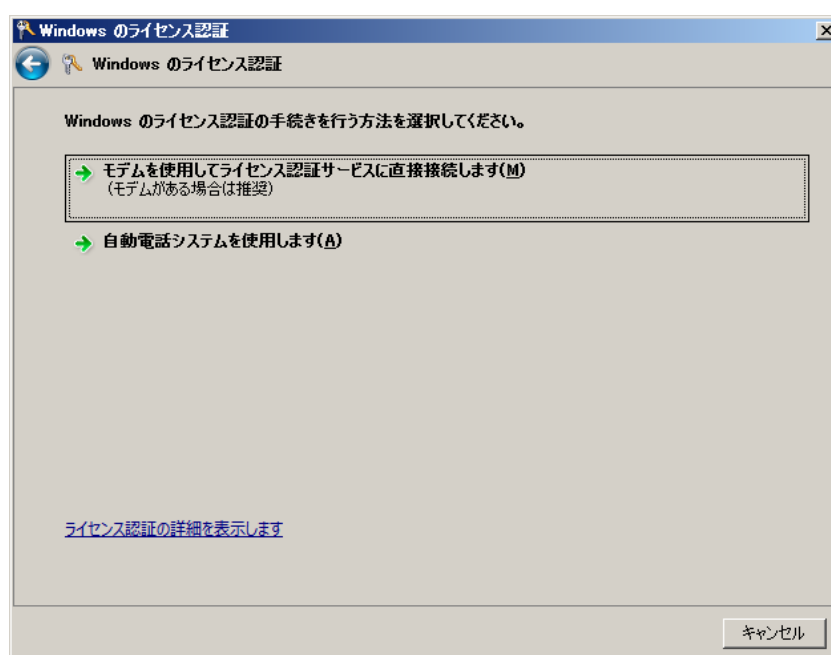 Windows のライセンス認証
Windows のライセンス認証
Windows のライセンス認証の手続きを行う方法を選択してください。
モデムを使用してライセンス認証サービスに直接接続します(M)
(モデムがある場合は推奨)
自動電話システムを使用します(A)
ライセンス認証の詳細を表示します
キャンセル